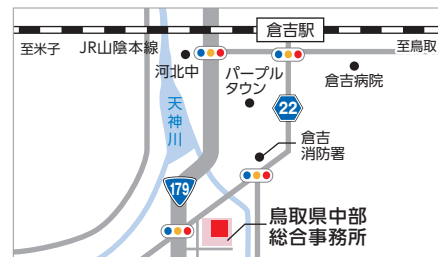 倉吉駅
至米子
JR山陰本線
至鳥取
河北中
パープル
タウン
倉吉病院
天神川
22
倉吉
消防署
179
鳥取県中部
総合事務所